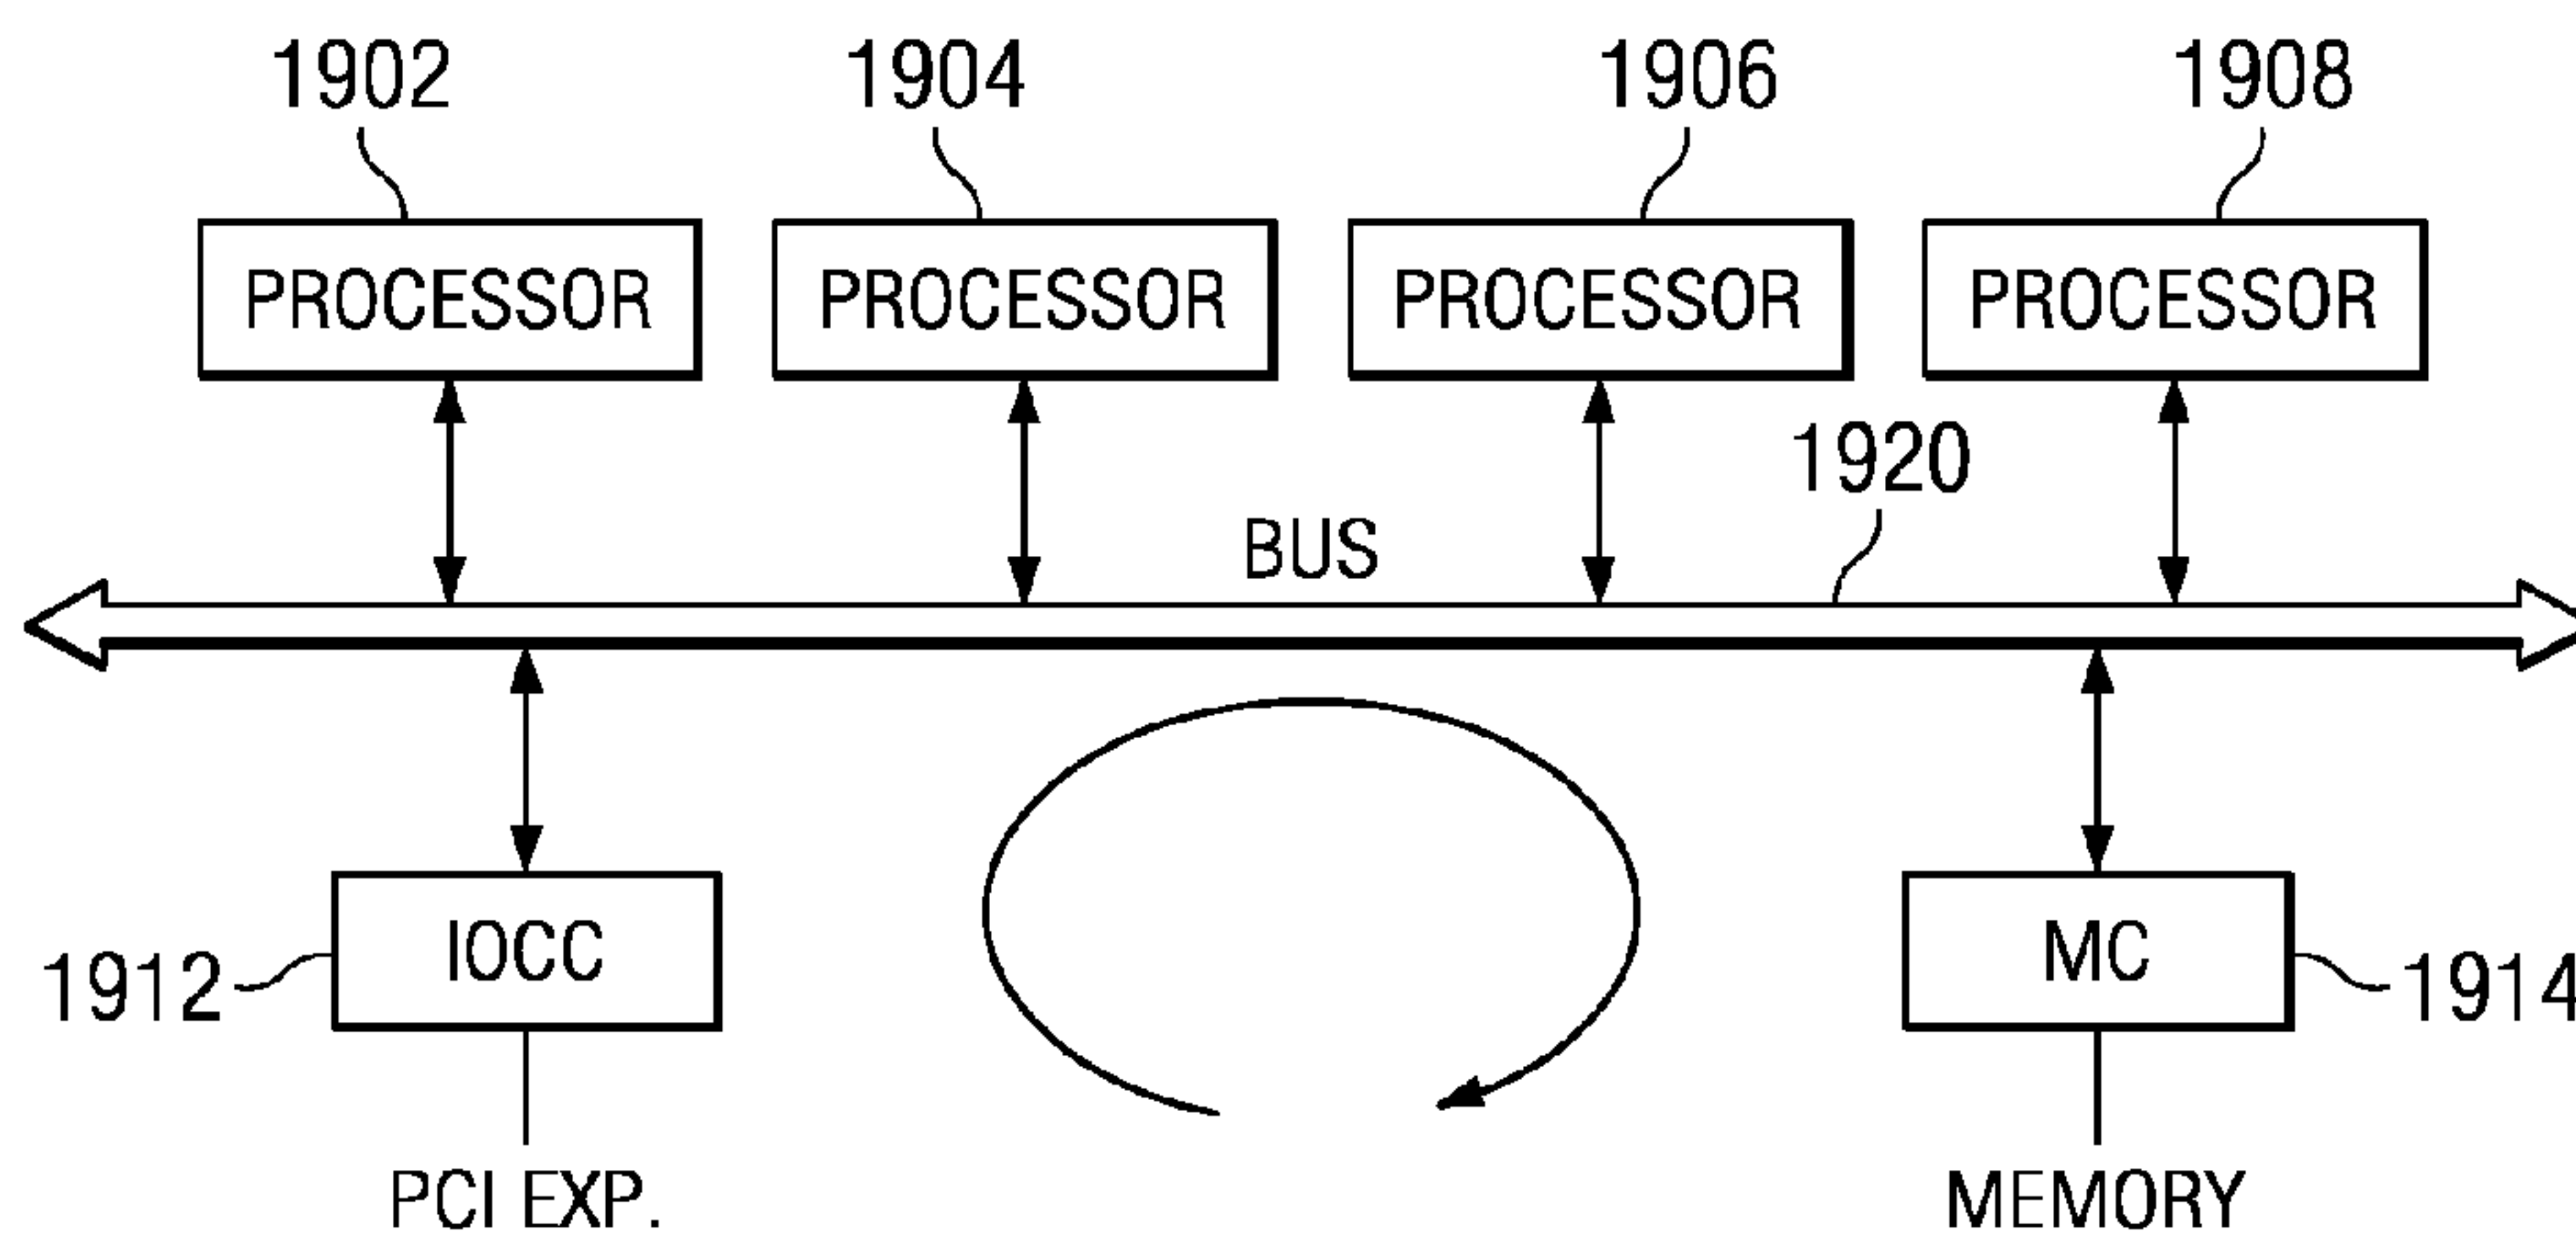 1902 1904 1906 1908
PROCESSOR PROCESSOR PROCESSOR PROCESSOR
1920
BUS
1912 IOCC MC 1914
PCI EXP. MEMORY